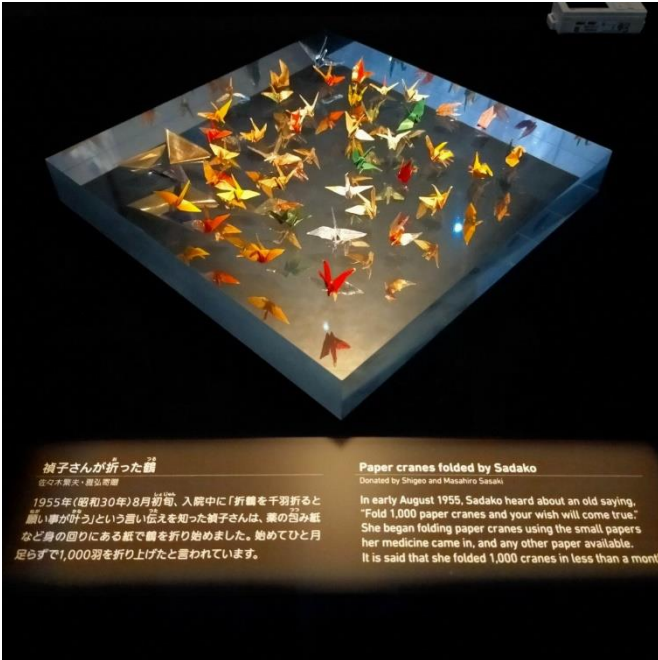 禎子さんが折った鶴
佐々木繁夫・雅弘寄贈
1955年(昭和30年)8月初旬、入院中に「折鶴を千羽折ると
願い事が叶う」という言い伝えを知った禎子さんは、薬の包み紙
など身の回りにある紙で鶴を折り始めました。始めてひと月
足らずで1,000羽を折り上げたと言われています。
Paper cranes folded by Sadako
Donated by Shigeo and Masahiro Sasaki
In early August 1955, Sadako heard about an old saying,
“Fold 1,000 paper cranes and your wish will come true.”
She began folding paper cranes using the small papers
her medicine came in, and any other paper available.
It is said that she folded 1,000 cranes in less than a mont